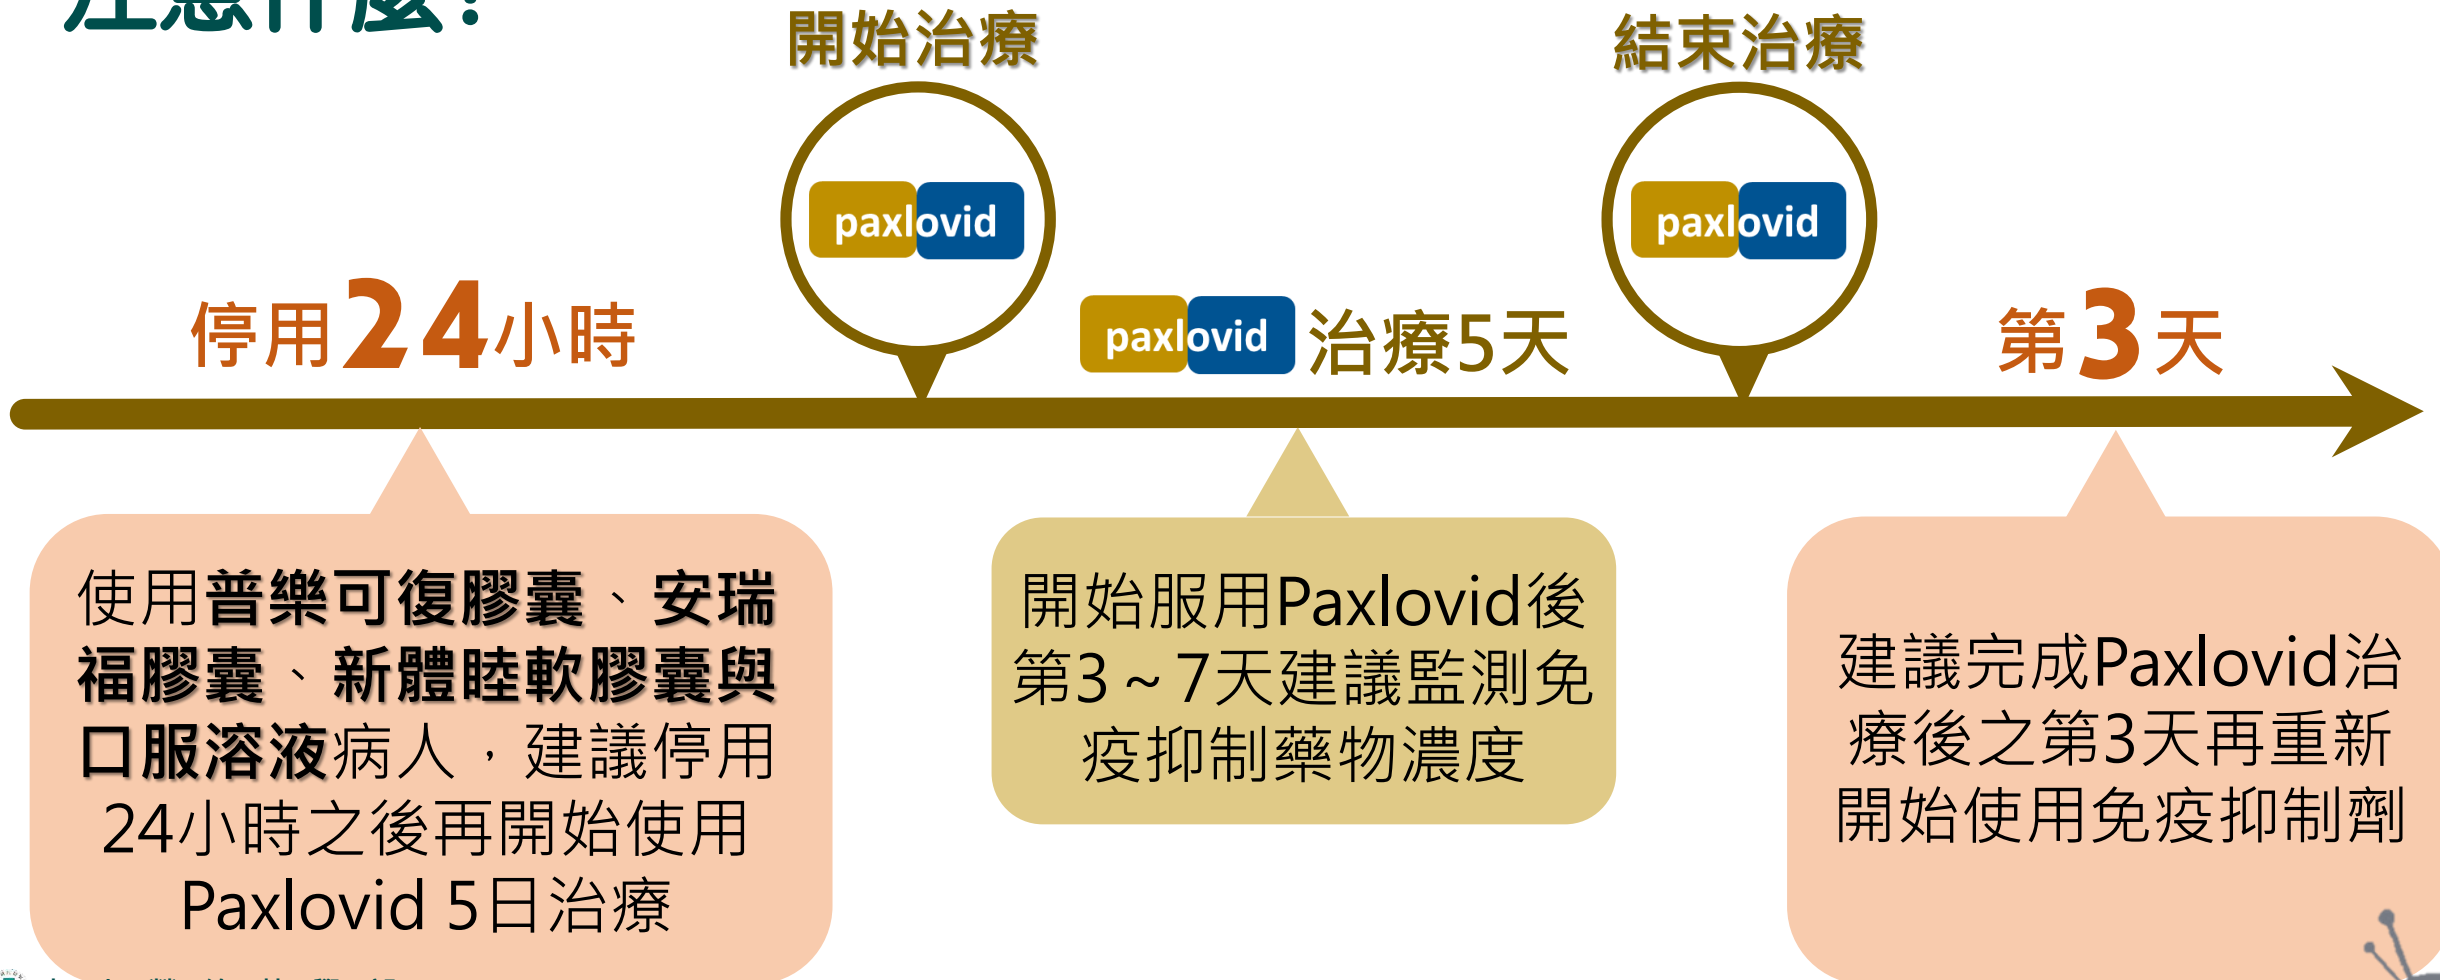 注意什麼？
開始治療
結束治療
paxlovid
paxlovid
停用24小時
paxlovid 治療5天
第3天
使用普樂可復膠囊、安瑞
福膠囊、新體睦軟膠囊與
口服溶液病人，建議停用
24小時之後再開始使用
Paxlovid 5日治療
開始服用Paxlovid後
第3～7天建議監測免
疫抑制藥物濃度
建議完成Paxlovid治
療後之第3天再重新
開始使用免疫抑制劑